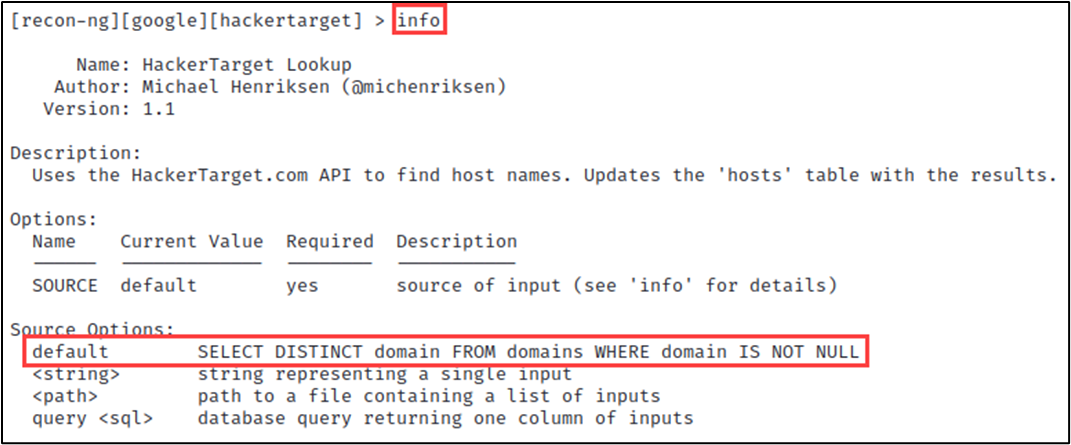 [recon-ng][google][hackertarget] > info
Name: HackerTarget Lookup
Author: Michael Henriksen (@michenriksen)
Version: 1.1
Description:
Uses the HackerTarget.com API to find host names. Updates the 'hosts' table with the results.
Options:
Name Current Value Required Description
SOURCE default yes source of input (see 'info' for details)
Source Options:
default SELECT DISTINCT domain FROM domains WHERE domain IS NOT NULL
<string> string representing a single input
<path> path to a file containing a list of inputs
query <sql> database query returning one column of inputs